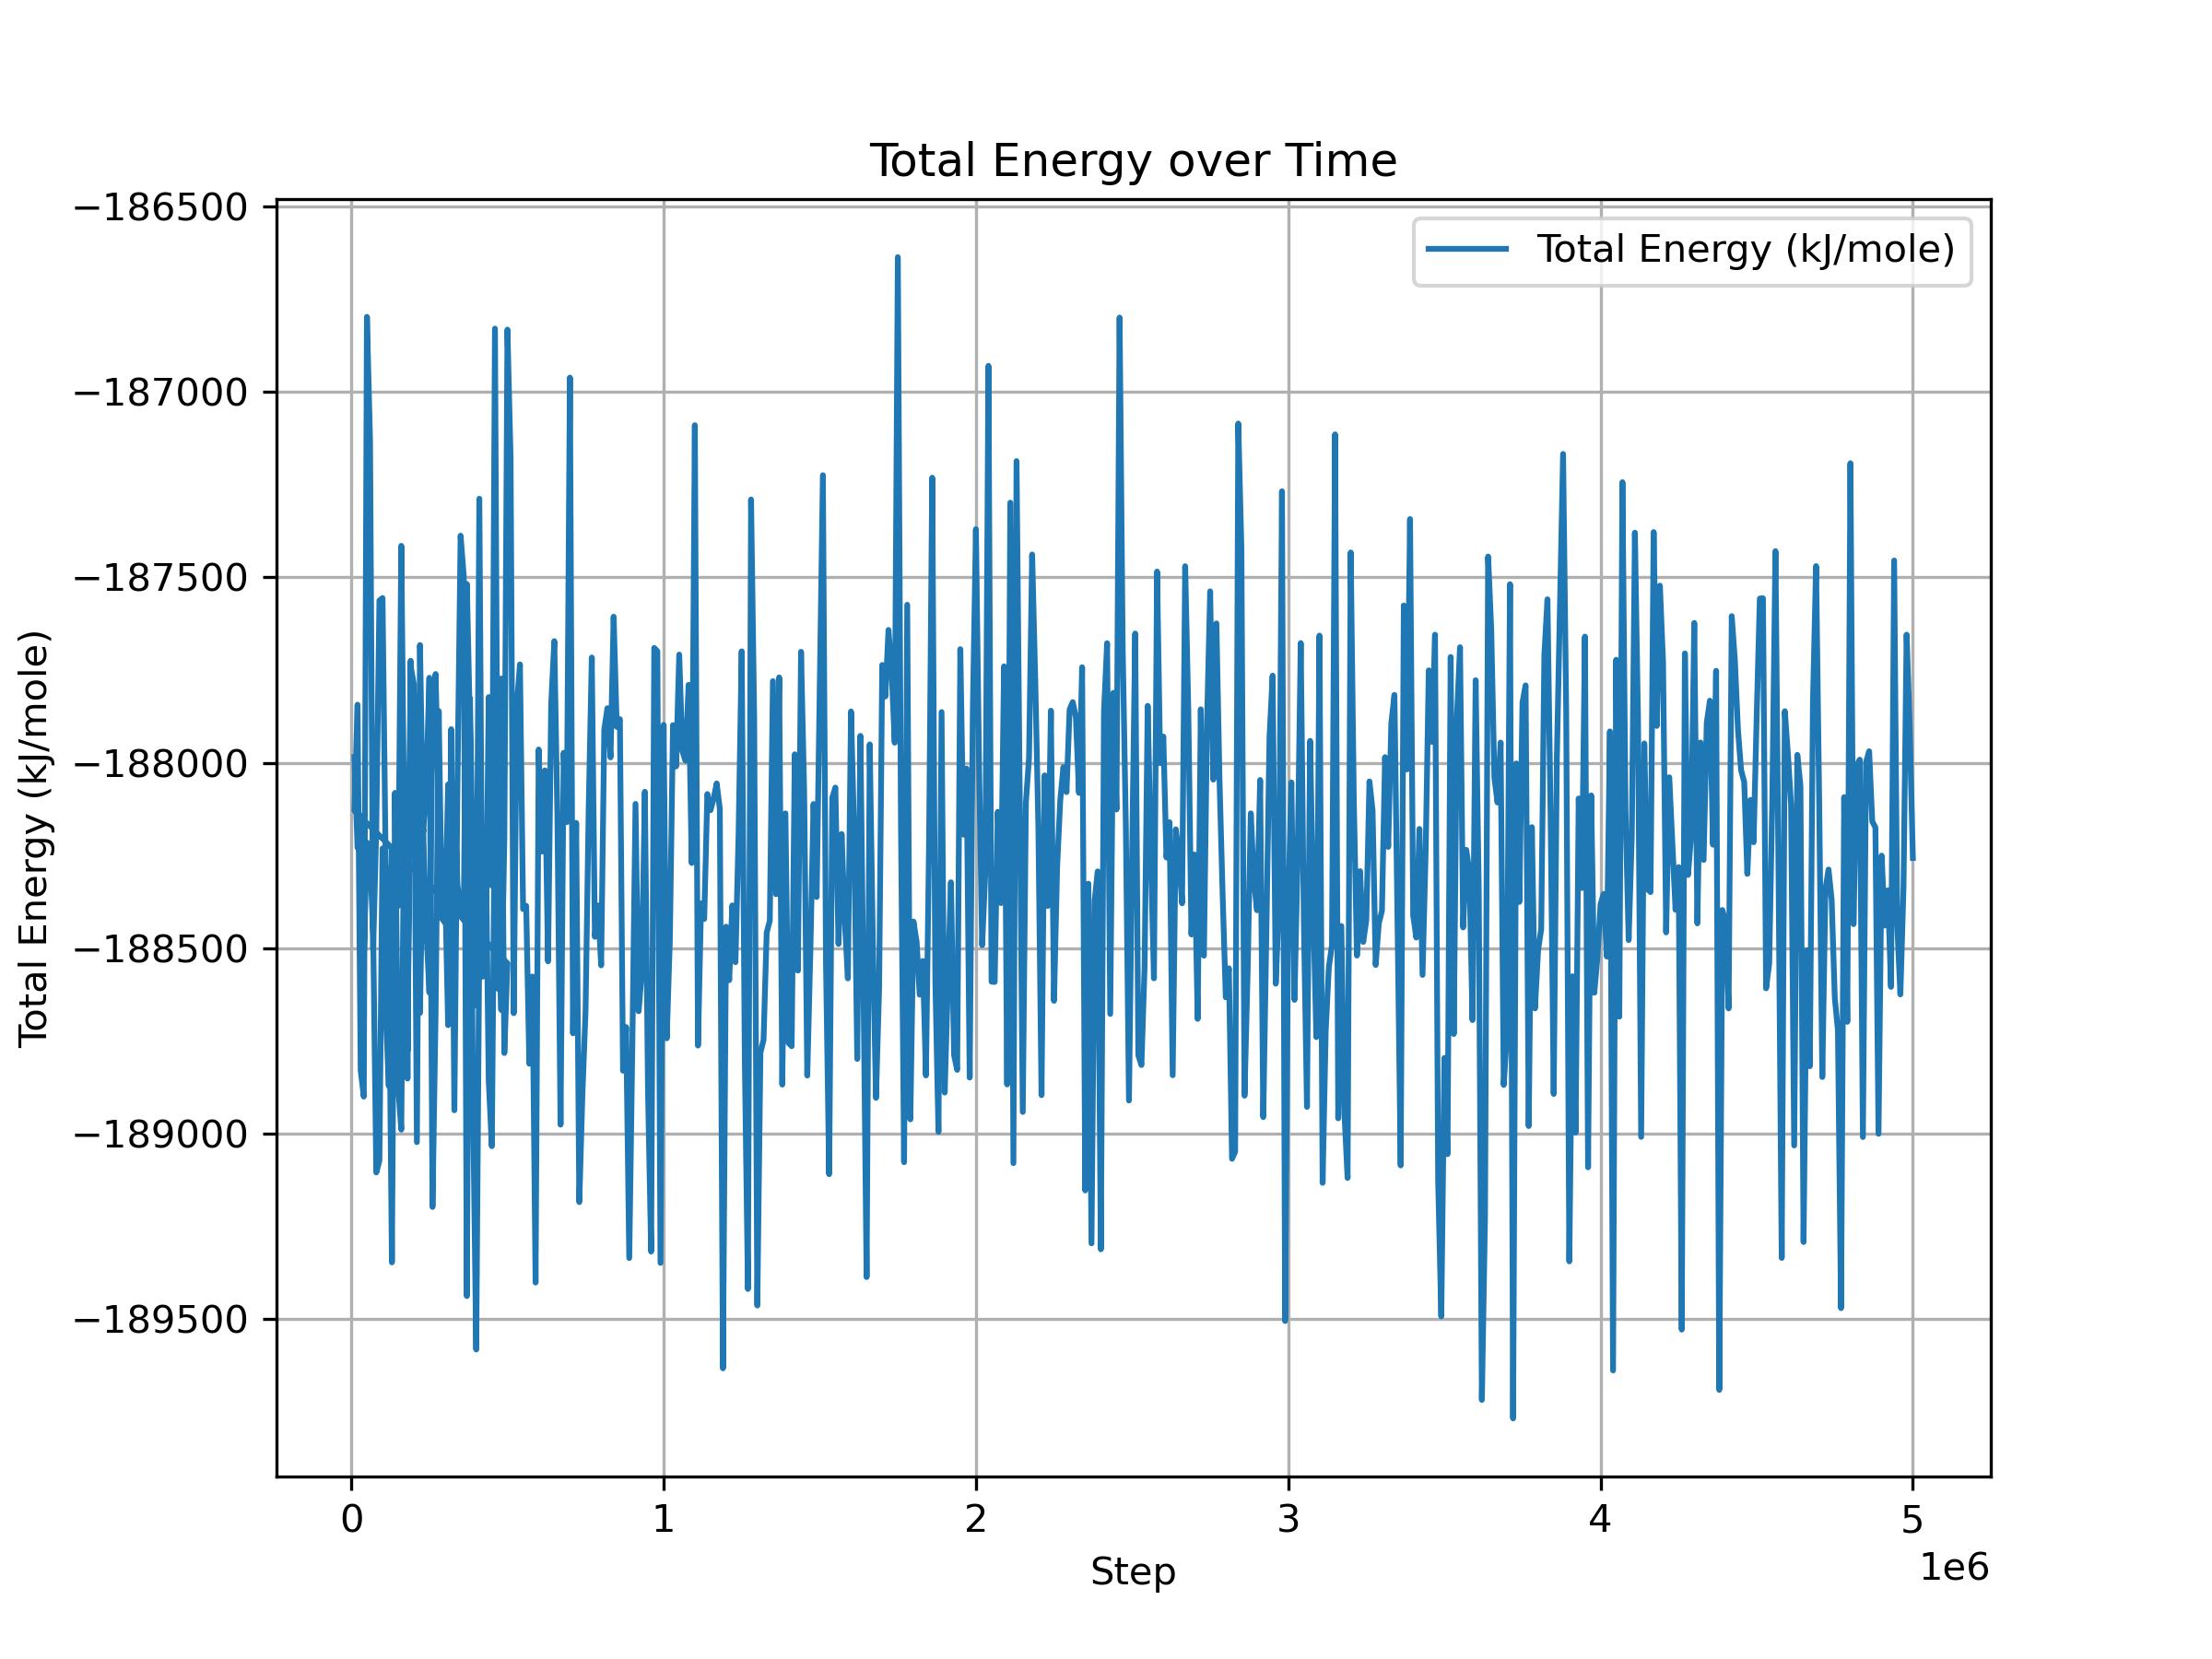 Total Energy over Time
Total Energy (kJ/mole)
−186500
−187000
−187500
−188000
−188500
−189000
−189500
Total Energy (kJ/mole)
0 1 2 3 4 5
1e6
Step